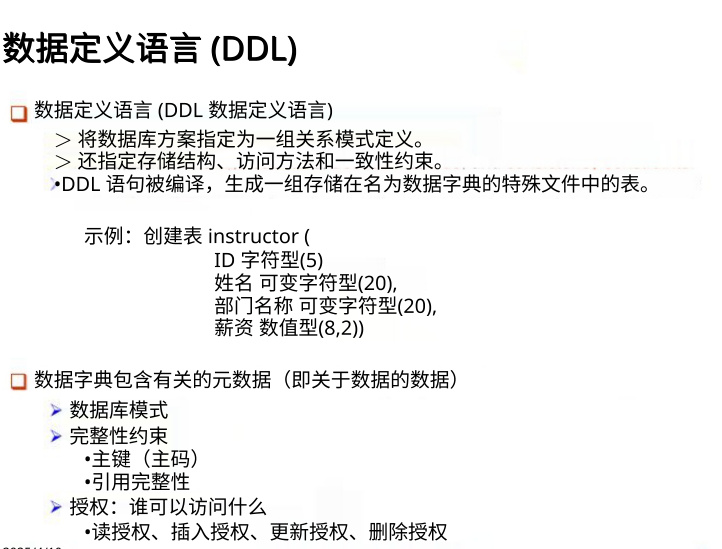 数据定义语言 (DDL)
数据定义语言 (DDL 数据定义语言)
> 将数据库方案指定为一组关系模式定义。
> 还指定存储结构、访问方法和一致性约束。
•DDL 语句被编译，生成一组存储在名为数据字典的特殊文件中的表。
示例：创建表 instructor (
ID 字符型(5)
姓名 可变字符型(20),
部门名称 可变字符型(20),
薪资 数值型(8,2))
数据字典包含有关的元数据（即关于数据的数据）
数据库模式
完整性约束
•主键（主码）
•引用完整性
授权：谁可以访问什么
•读授权、插入授权、更新授权、删除授权